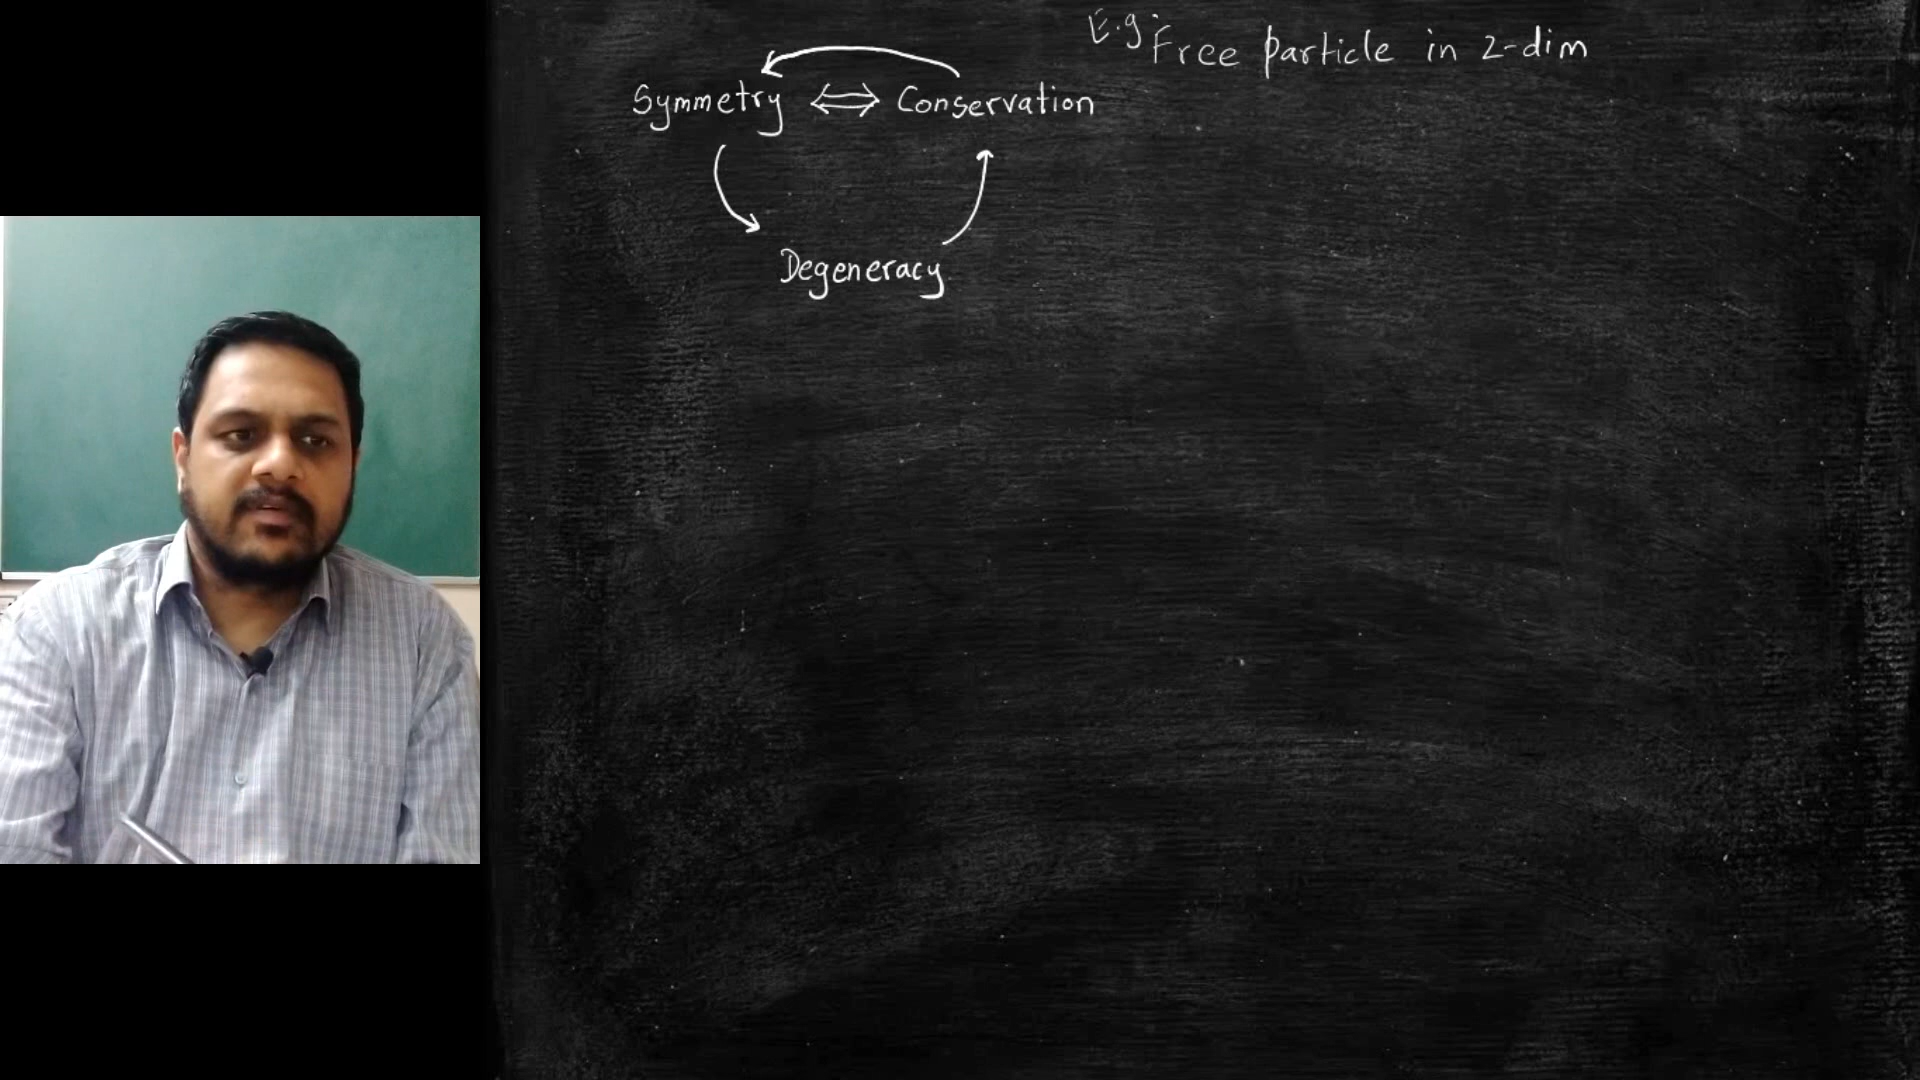 E.g. Free particle in 2-dim
Symmetry ⇔ Conservation
Degeneracy